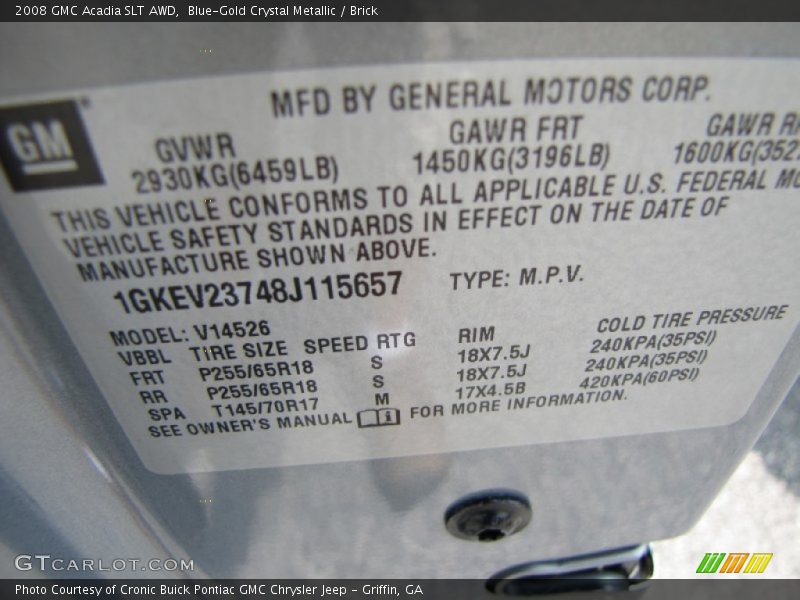 2008 GMC Acadia SLT AWD, Blue-Gold Crystal Metallic / Brick
MFD BY GENERAL MOTORS CORP.
GM
GVWR GAWR FRT GAWR
2930KG(6459LB) 1450KG(3196LB) 1600KG(352
THIS VEHICLE CONFORMS TO ALL APPLICABLE U.S. FEDERAL
VEHICLE SAFETY STANDARDS IN EFFECT ON THE DATE OF
MANUFACTURE SHOWN ABOVE.
1GKEV23748J115657 TYPE: M.P.V.
MODEL: V14526
VBBL TIRE SIZE SPEED RTG RIM COLD TIRE PRESSURE
FRT P255/65R18 S 18X7.5J 240KPA(35PSI)
RR P255/65R18 S 18X7.5J 240KPA(35PSI)
SPA T145/70R17 M 17X4.5B 420KPA(60PSI)
SEE OWNER'S MANUAL FOR MORE INFORMATION.
GTCARLOT.COM
Photo Courtesy of Cronic Buick Pontiac GMC Chrysler Jeep - Griffin, GA